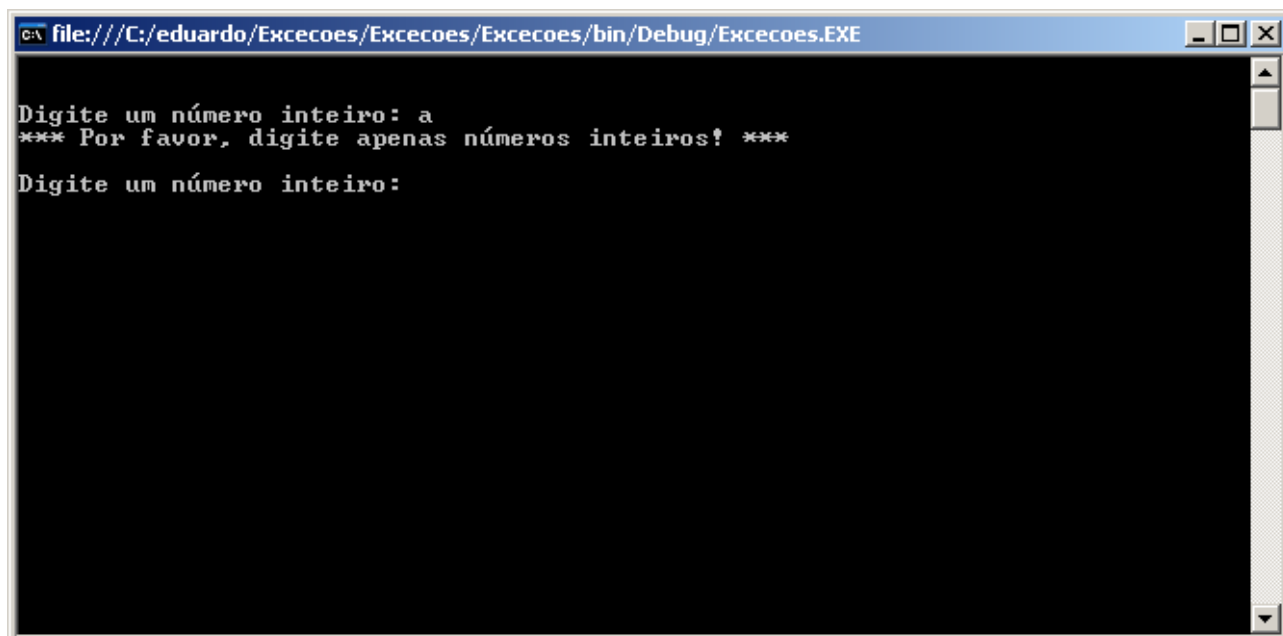 file:///C:/eduardo/Excecoes/Excecoes/Excecoes/bin/Debug/Excecoes.EXE
Digite um número inteiro: a
*** Por favor, digite apenas números inteiros! ***
Digite um número inteiro: